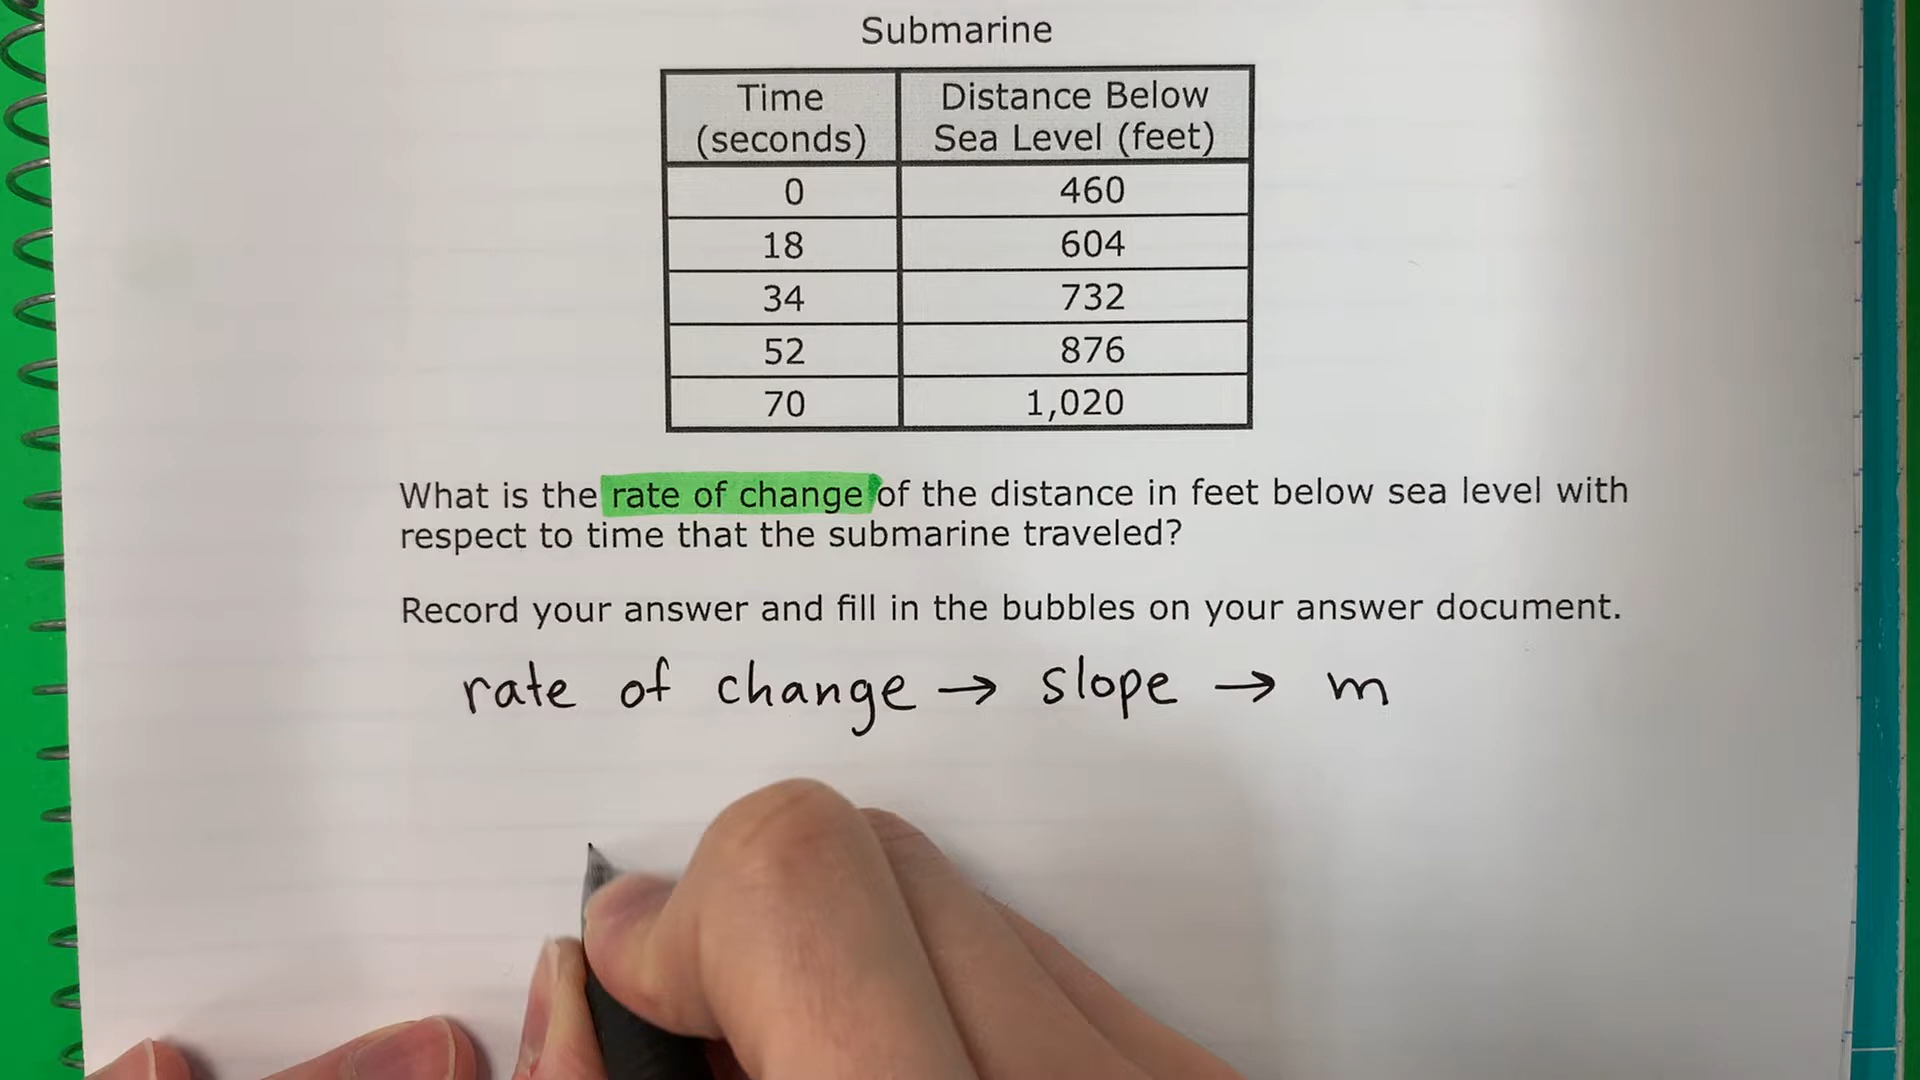 Submarine
Time (seconds) Distance Below Sea Level (feet)
0 460
18 604
34 732
52 876
70 1,020
What is the rate of change of the distance in feet below sea level with
respect to time that the submarine traveled?
Record your answer and fill in the bubbles on your answer document.
rate of change → slope → m